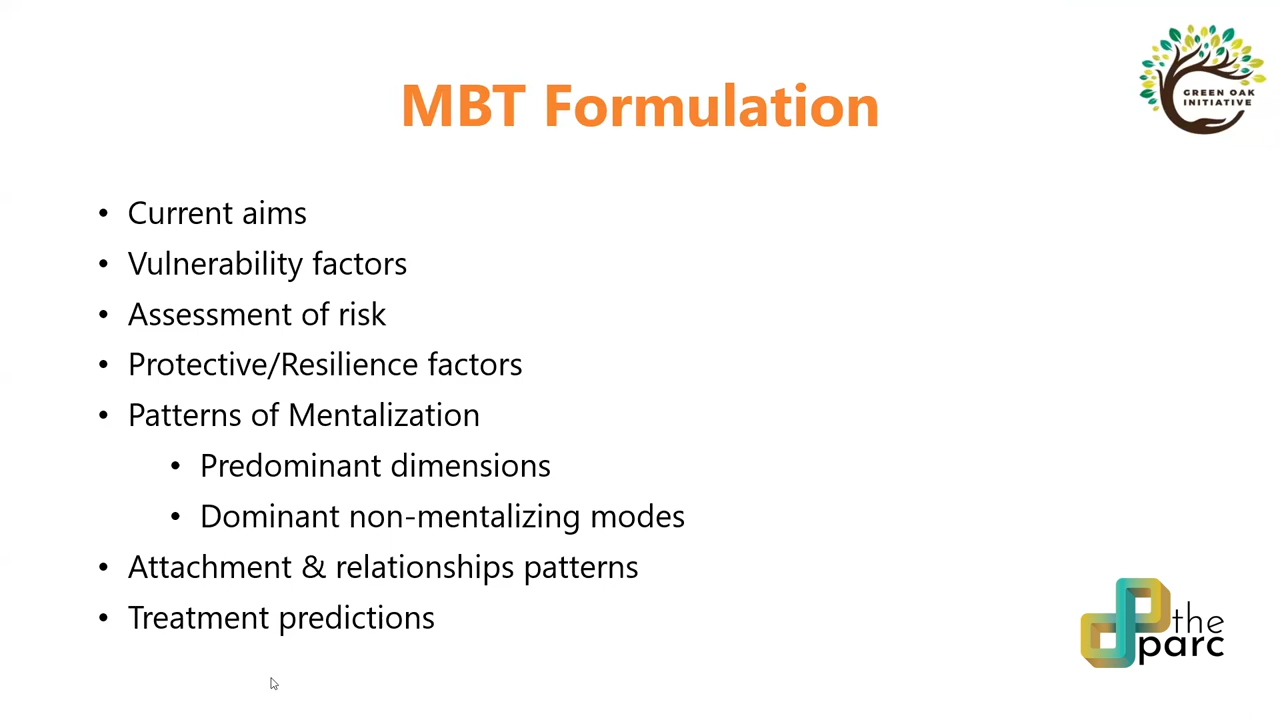 MBT Formulation
GREEN OAK
INITIATIVE
• Current aims
• Vulnerability factors
• Assessment of risk
• Protective/Resilience factors
• Patterns of Mentalization
• Predominant dimensions
• Dominant non-mentalizing modes
• Attachment & relationships patterns
• Treatment predictions
the
parc